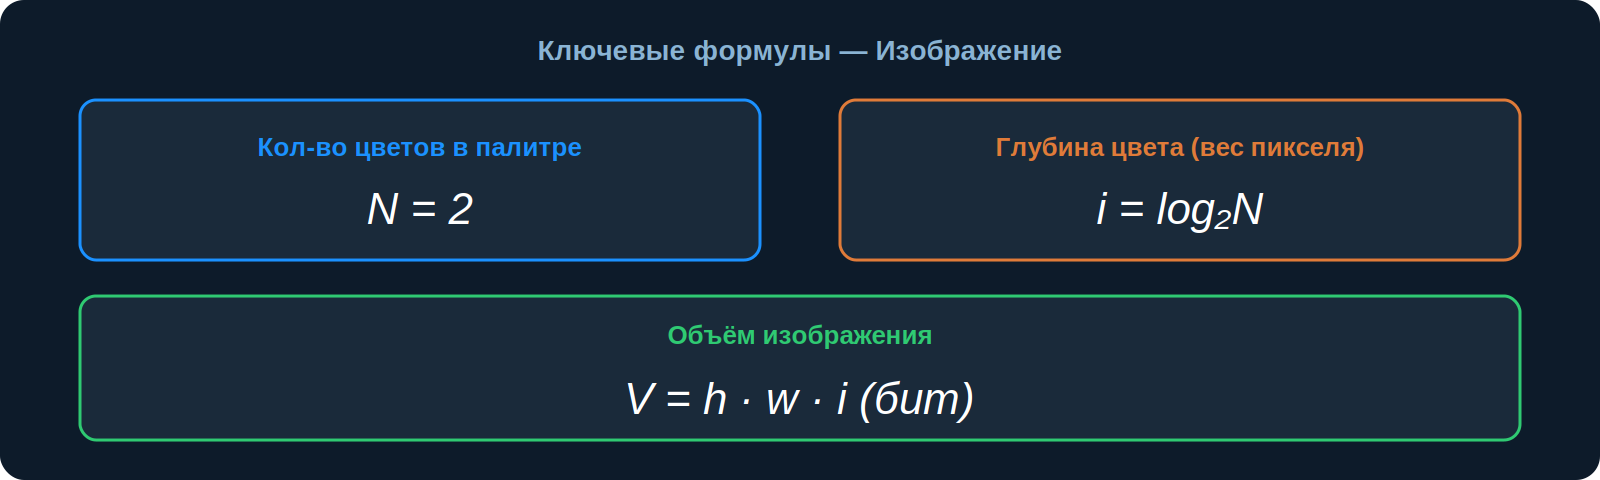 Ключевые формулы — Изображение
Кол-во цветов в палитре
N = 2
Глубина цвета (вес пикселя)
i = log₂N
Объём изображения
V = h · w · i (бит)